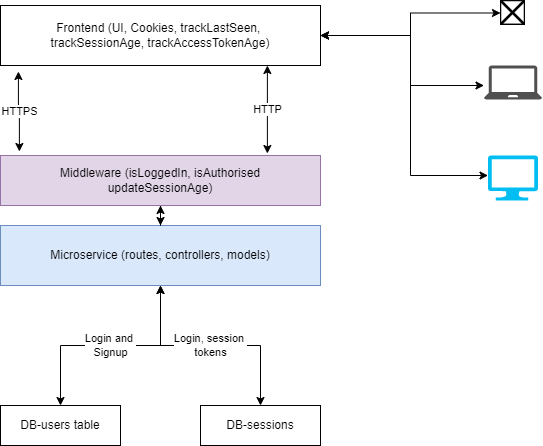 Frontend (UI, Cookies, trackLastSeen,
trackSessionAge, trackAccessTokenAge)
HTTPS
HTTP
Middleware (isLoggedIn, isAuthorised
updateSessionAge)
Microservice (routes, controllers, models)
Login and
Signup
Login, session
tokens
DB-users table
DB-sessions